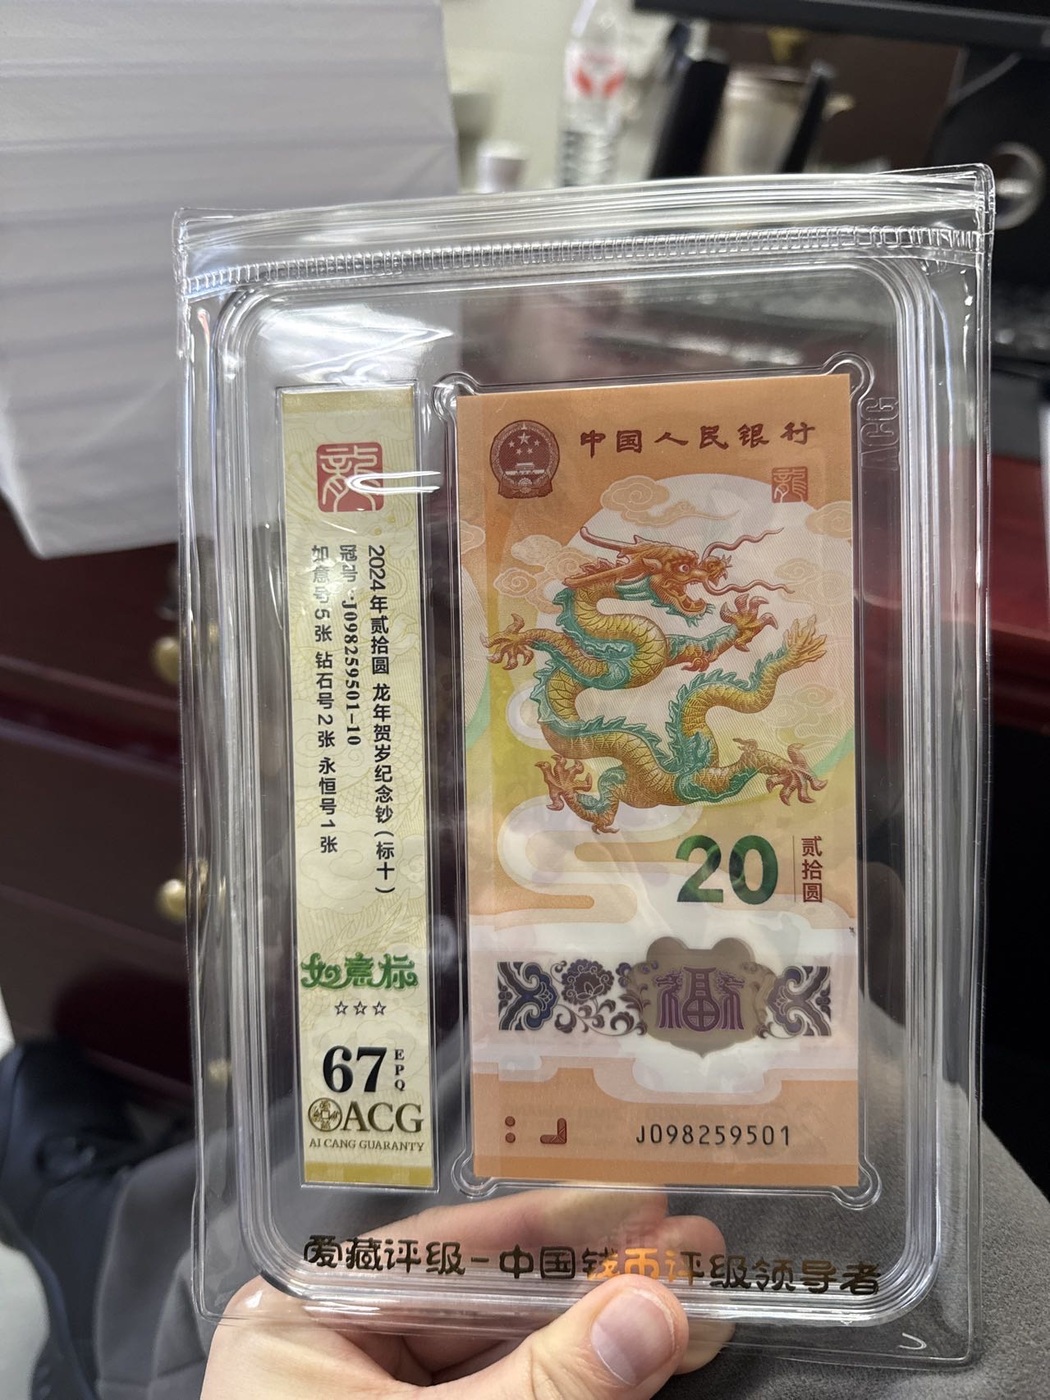 龍
2024年贰拾圆 龙年贺岁纪念钞(标十)
冠号:J098259501-10
如意号5张 钻石号2张 永恒号1张
如意标
☆☆☆
67 EPQ
ACG
AI CANG GUARANTY
中国人民银行
龍
20 贰拾圆
福
J098259501
ACG
爱藏评级-中国钱币评级领导者